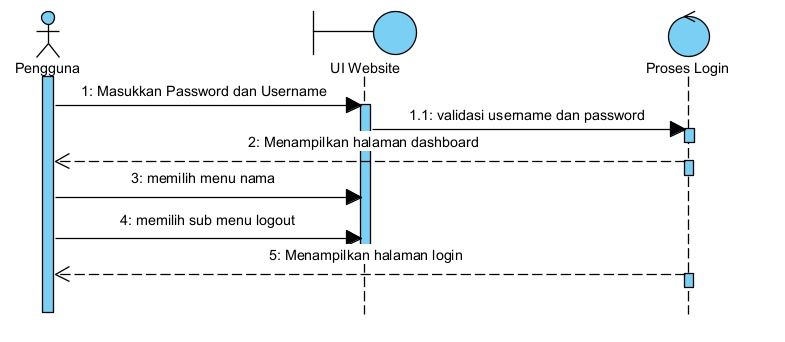 Pengguna
UI Website
Proses Login
1: Masukkan Password dan Username
1.1: validasi username dan password
2: Menampilkan halaman dashboard
3: memilih menu nama
4: memilih sub menu logout
5: Menampilkan halaman login